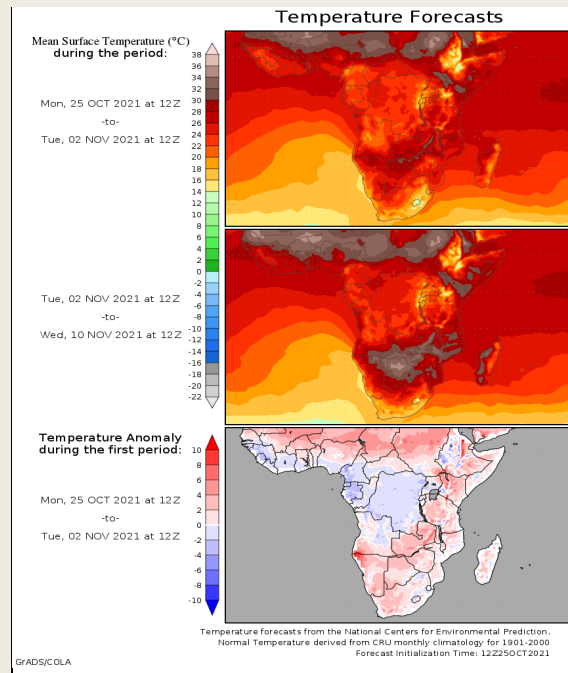 Temperature Forecasts
Mean Surface Temperature (°C)
during the period:
Mon, 25 OCT 2021 at 12Z
-to-
Tue, 02 NOV 2021 at 12Z
38
36
34
32
30
28
26
24
22
20
18
16
14
12
10
8
6
4
2
0
-2
-4
-6
-8
-10
-12
-14
-16
-18
-20
-22
Tue, 02 NOV 2021 at 12Z
-to-
Wed, 10 NOV 2021 at 12Z
Temperature Anomaly
during the first period:
Mon, 25 OCT 2021 at 12Z
-to-
Tue, 02 NOV 2021 at 12Z
10
8
6
4
2
0
-2
-4
-6
-8
-10
Temperature forecasts from the National Centers for Environmental Prediction.
Normal Temperature derived from CRU monthly climatology for 1901-2000
Forecast Initialization Time: 12Z25OCT2021
GrADS/COLA